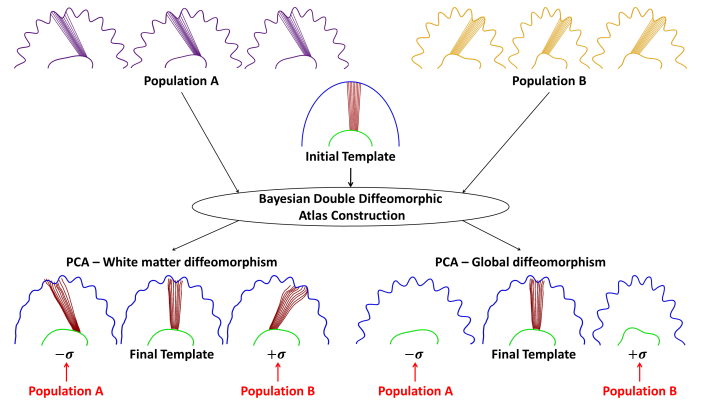 Population A
Population B
Initial Template
Bayesian Double Diffeomorphic
Atlas Construction
PCA – White matter diffeomorphism
PCA – Global diffeomorphism
−σ
Final Template
+σ
−σ
Final Template
+σ
Population A
Population B
Population A
Population B